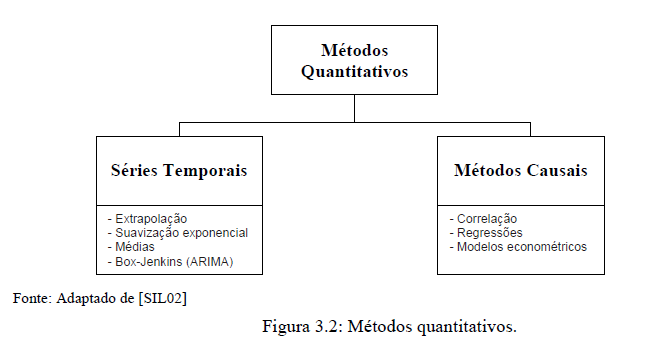 Métodos
Quantitativos
Séries Temporais
- Extrapolação
- Suavização exponencial
- Médias
- Box-Jenkins (ARIMA)
Métodos Causais
- Correlação
- Regressões
- Modelos econométricos
Fonte: Adaptado de [SIL02]
Figura 3.2: Métodos quantitativos.